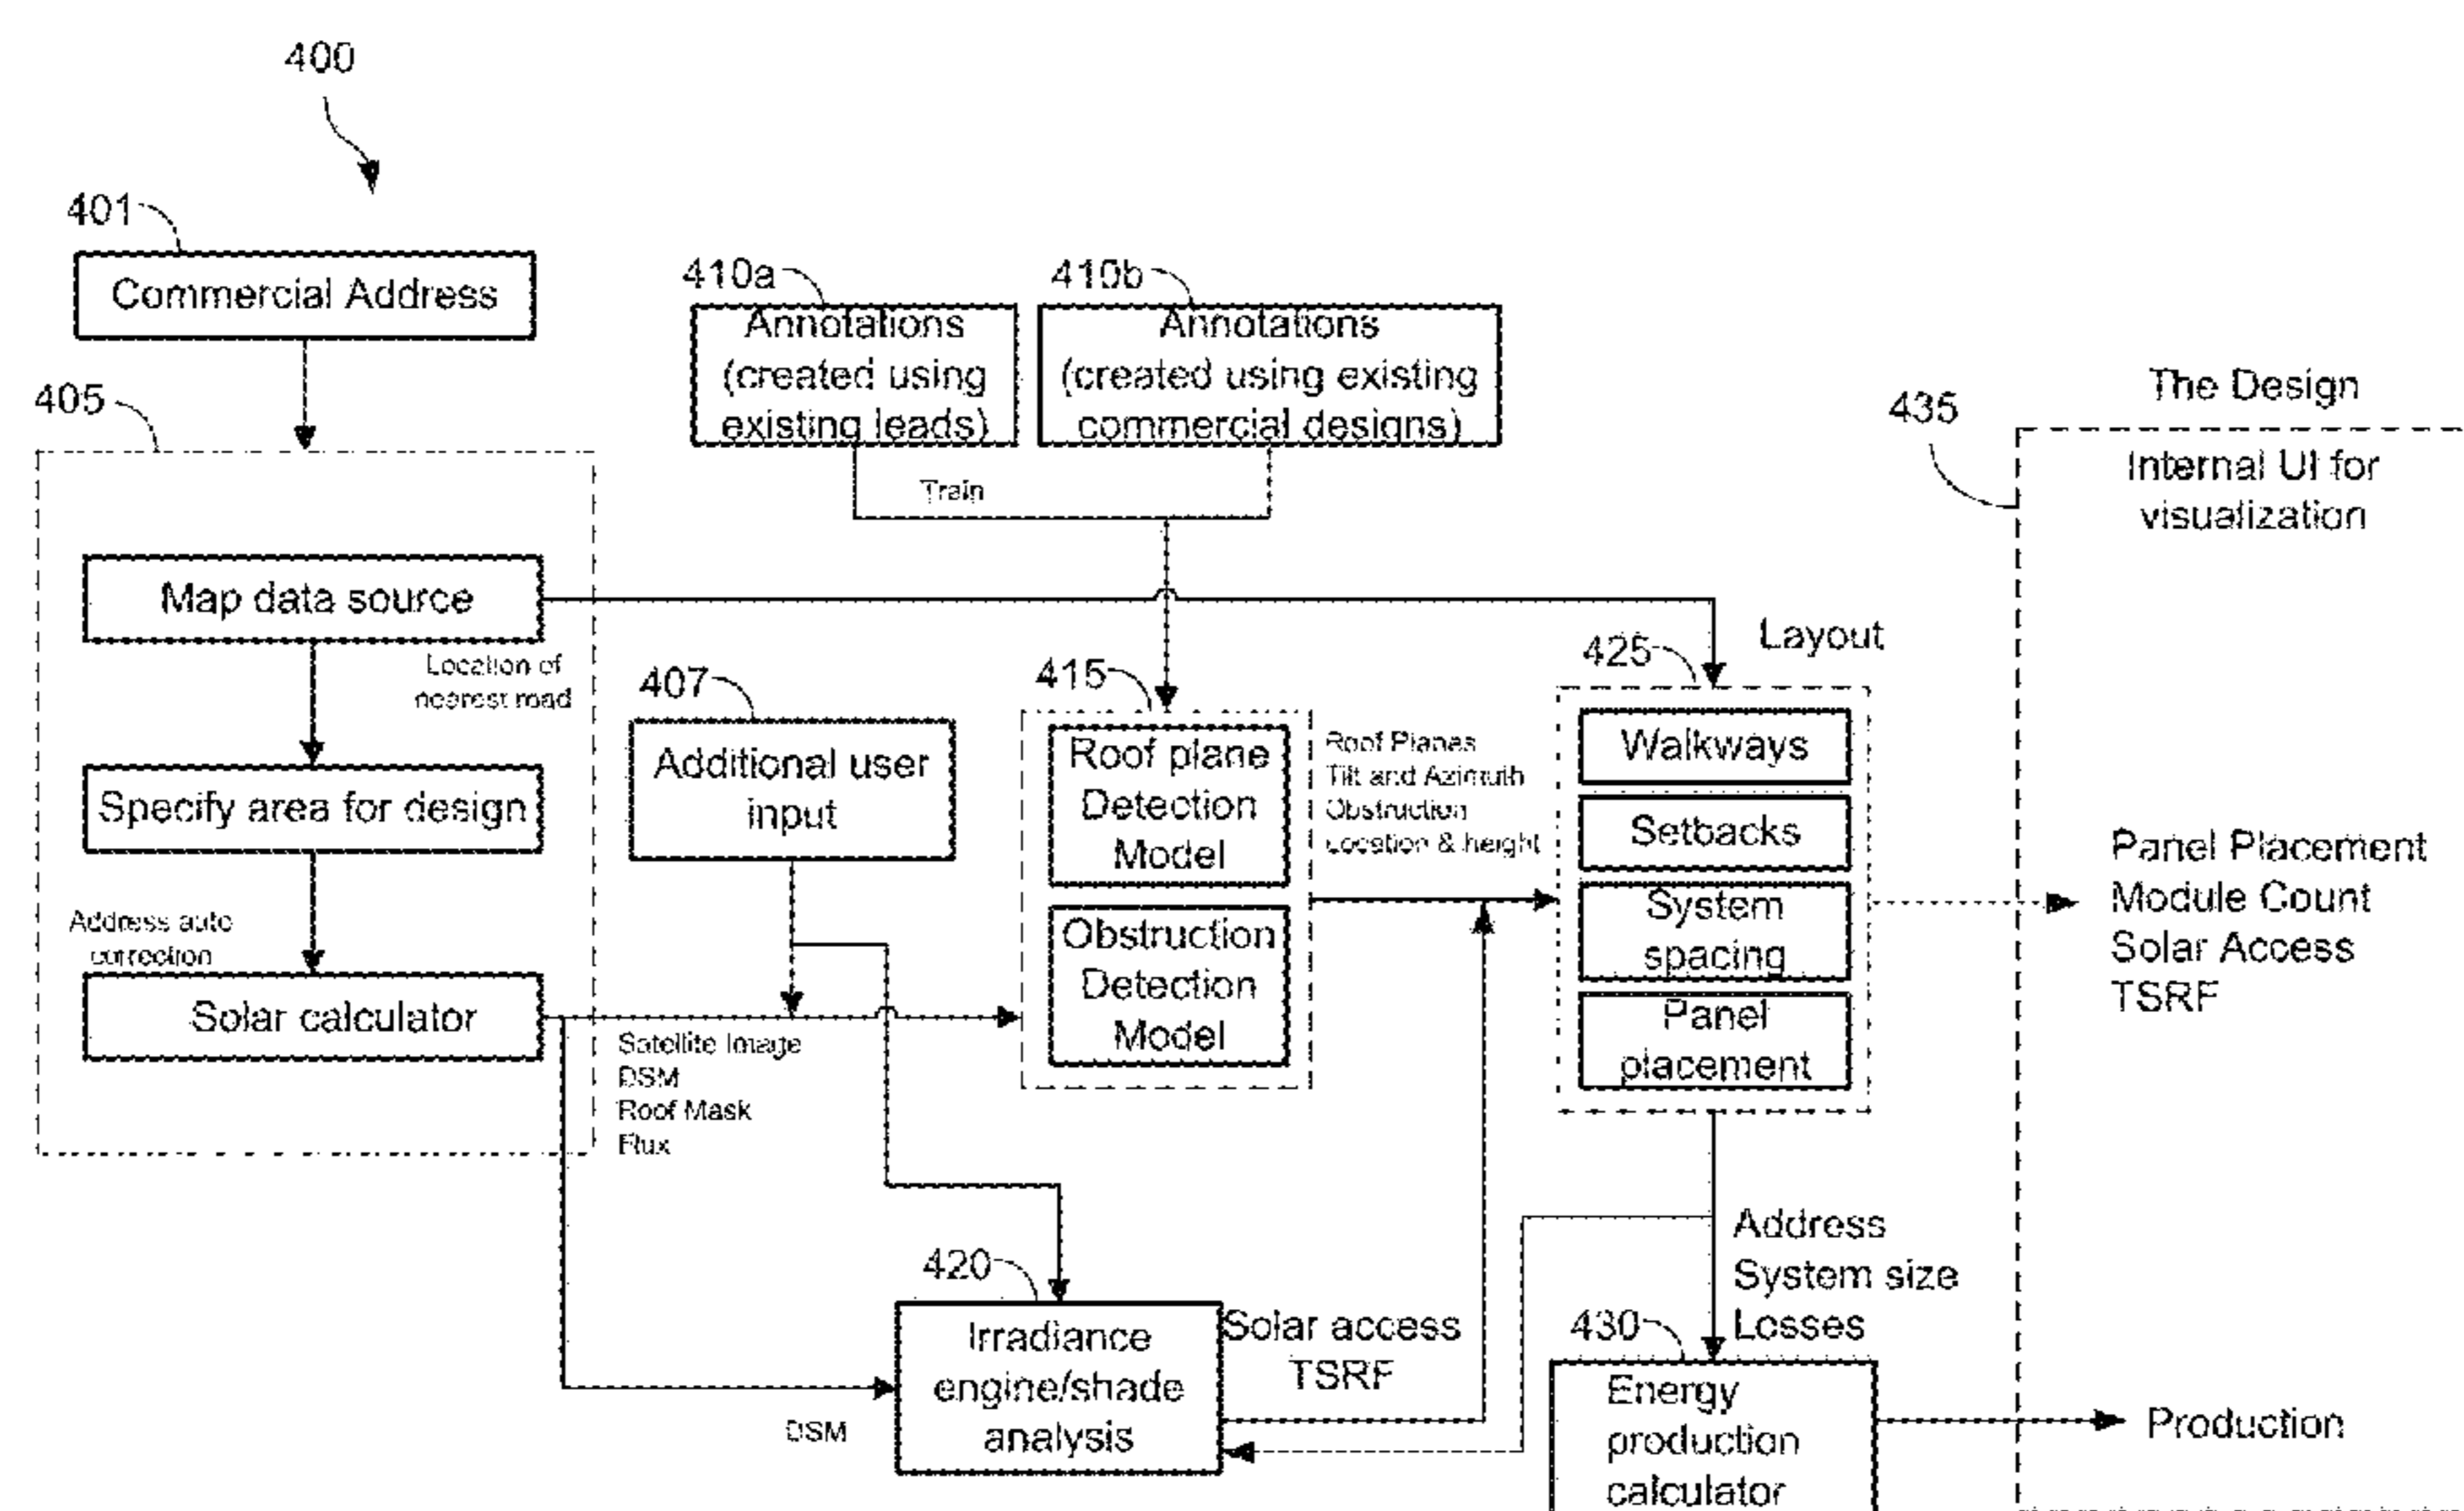 400
401
Commercial Address
405
Map data source
Location of
nearest road
Specify area for design
Address auto
correction
Solar calculator
Satellite Image
DSM
Roof Mask
Flux
407
Additional user
input
410a
Annotations
(created using
existing leads)
410b
Annotations
(created using existing
commercial designs)
Train
415
Roof plane
Detection
Model
Obstruction
Detection
Model
Roof Planes
Tilt and Azimuth
Obstruction
Location & height
420
Irradiance
engine/shade
analysis
DSM
Solar access
TSRF
Layout
425
Walkways
Setbacks
System
spacing
Panel
placement
Address
System size
Losses
430
Energy
production
calculator
435
The Design
Internal UI for
visualization
Panel Placement
Module Count
Solar Access
TSRF
Production